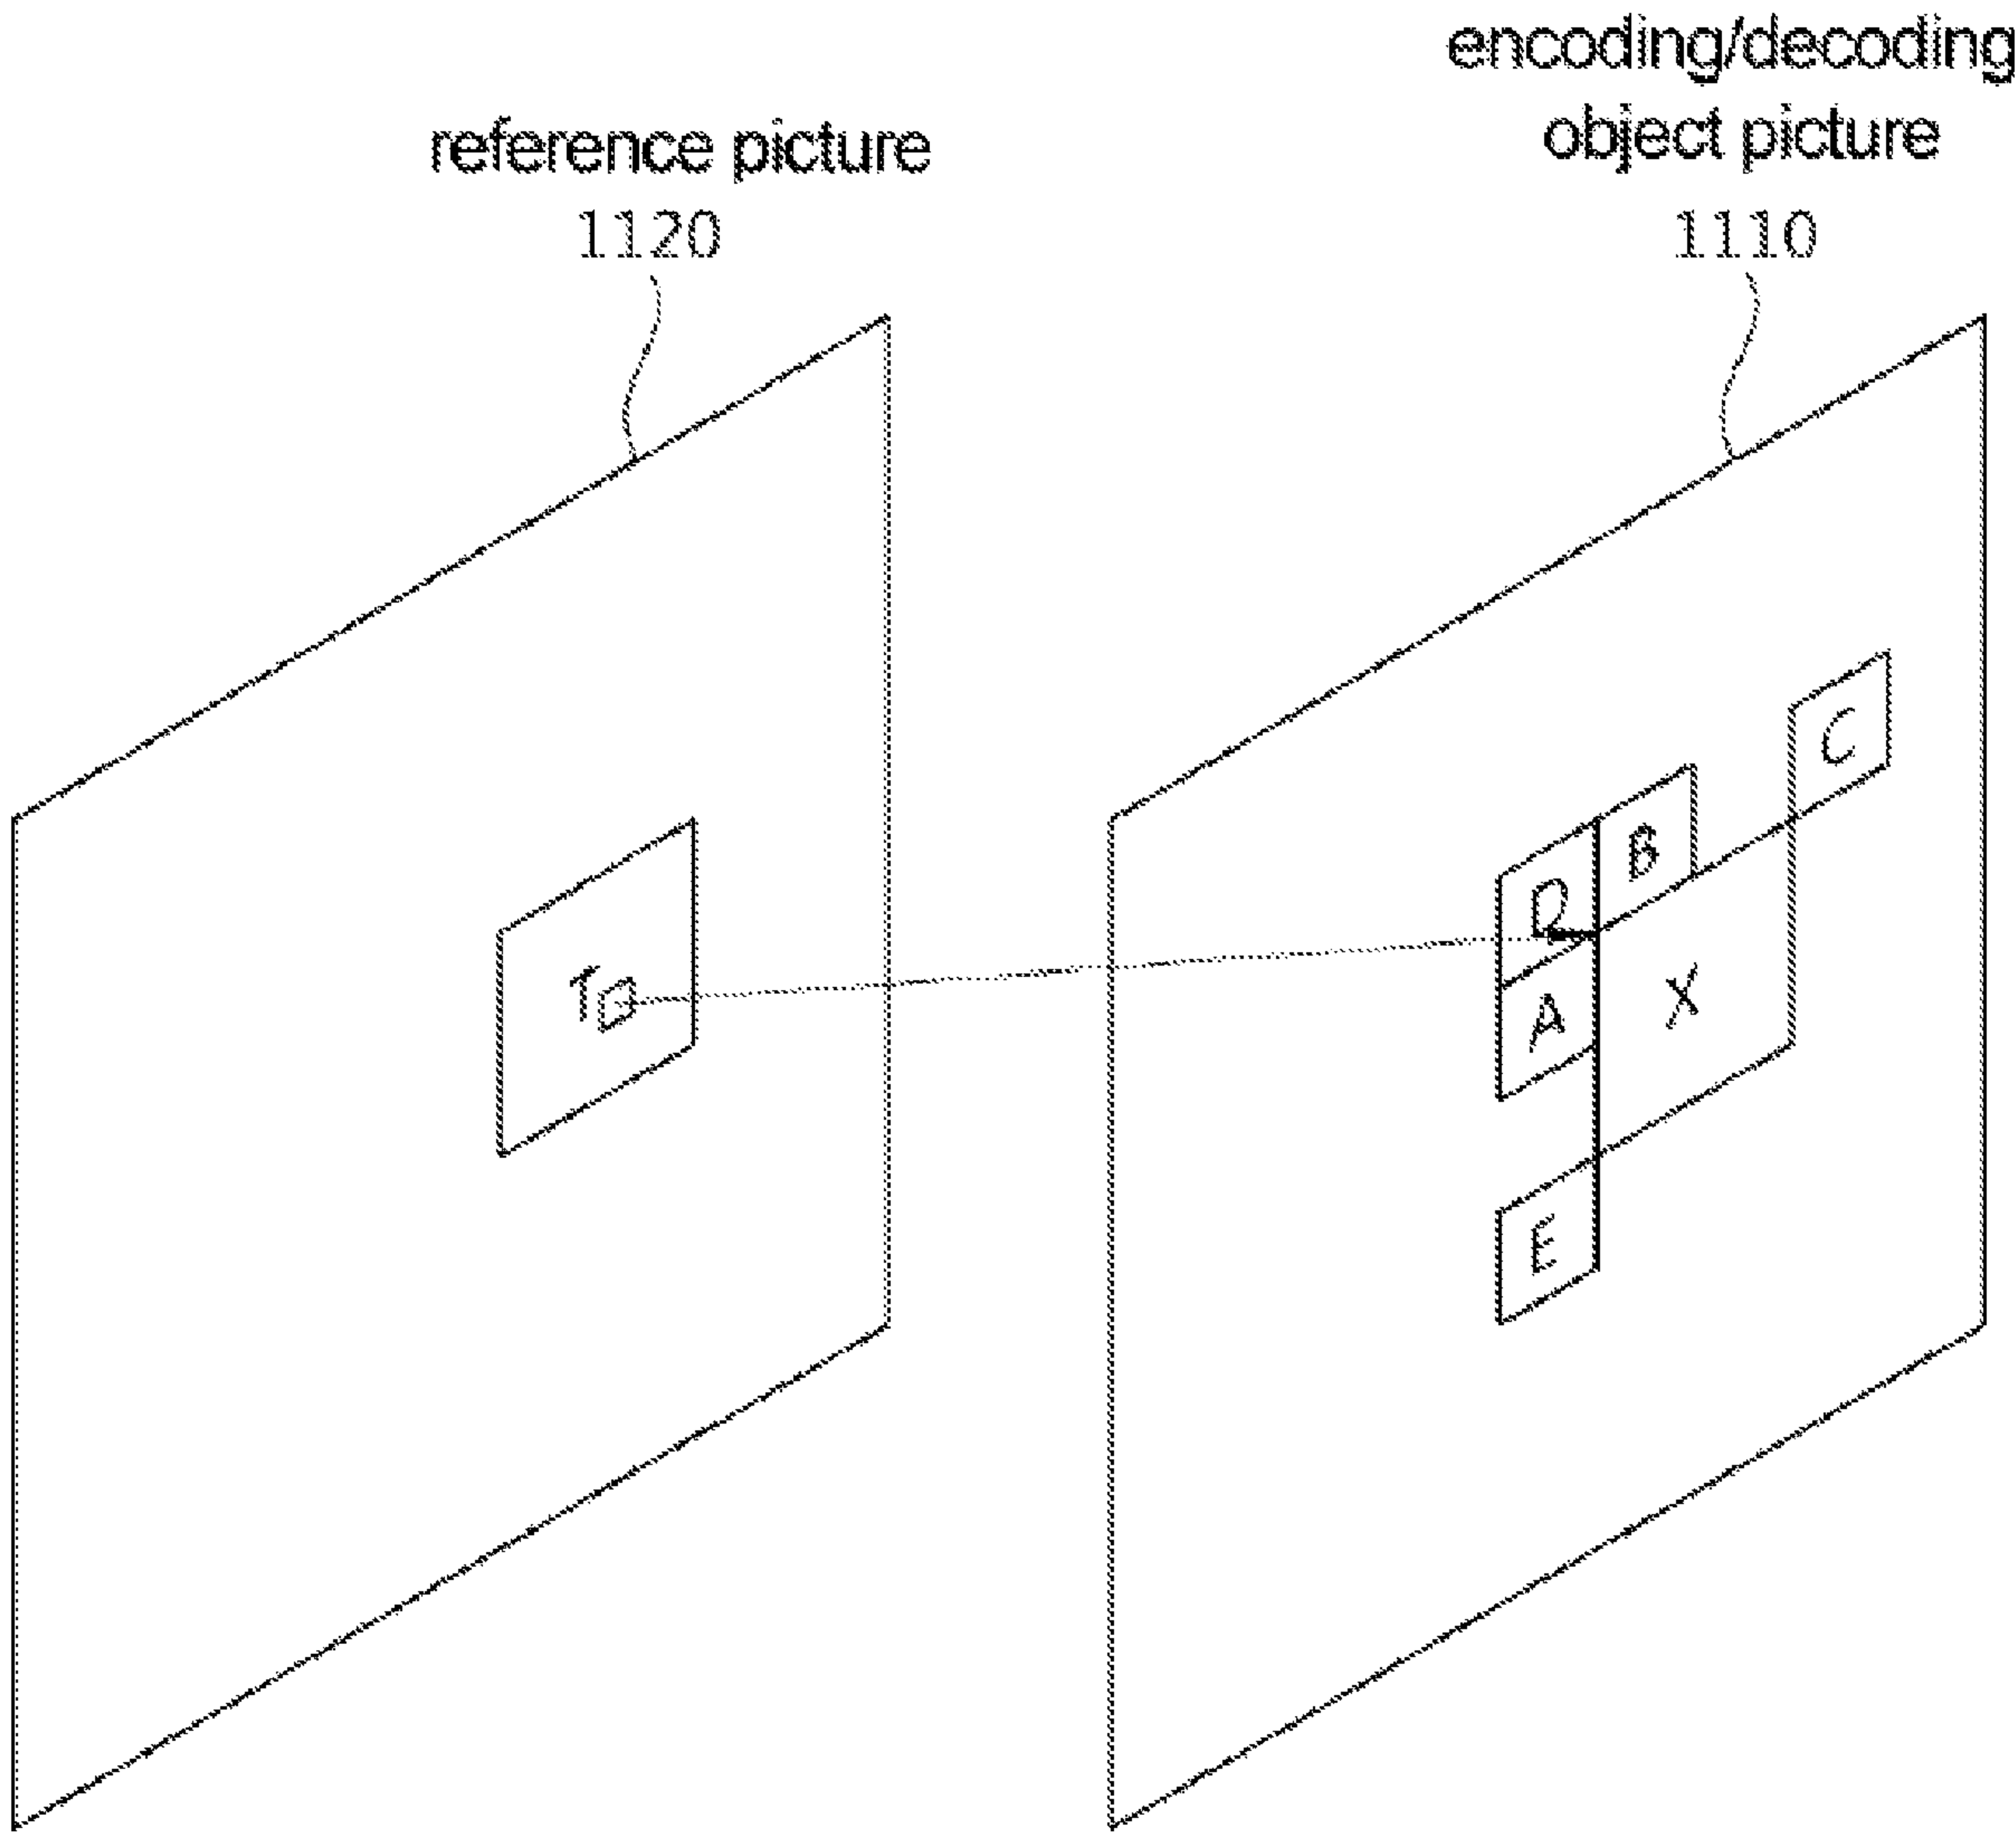 encoding/decoding
object picture
1110
reference picture
1120
C
B
D
A
X
E
T